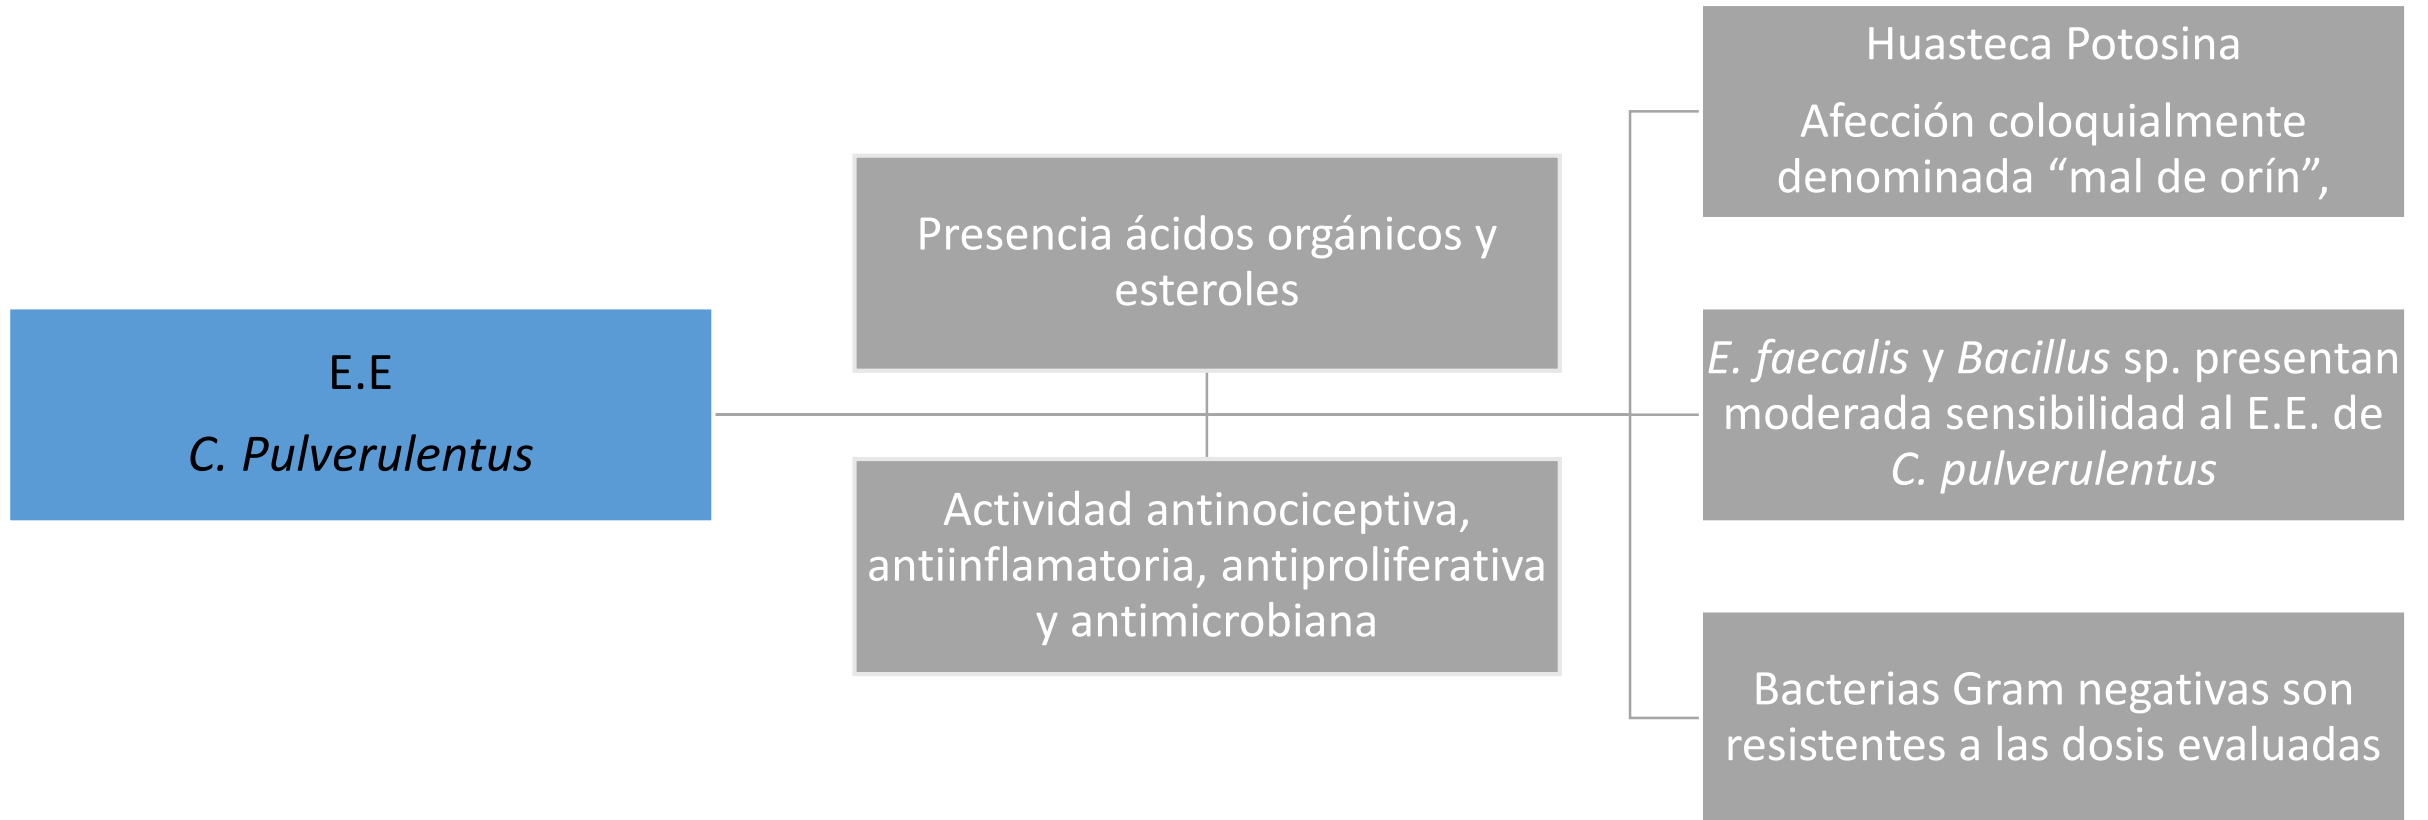 E.E
C. Pulverulentus
Presencia ácidos orgánicos y
esteroles
Actividad antinociceptiva,
antiinflamatoria, antiproliferativa
y antimicrobiana
Huasteca Potosina
Afección coloquialmente
denominada “mal de orín”,
E. faecalis y Bacillus sp. presentan
moderada sensibilidad al E.E. de
C. pulverulentus
Bacterias Gram negativas son
resistentes a las dosis evaluadas